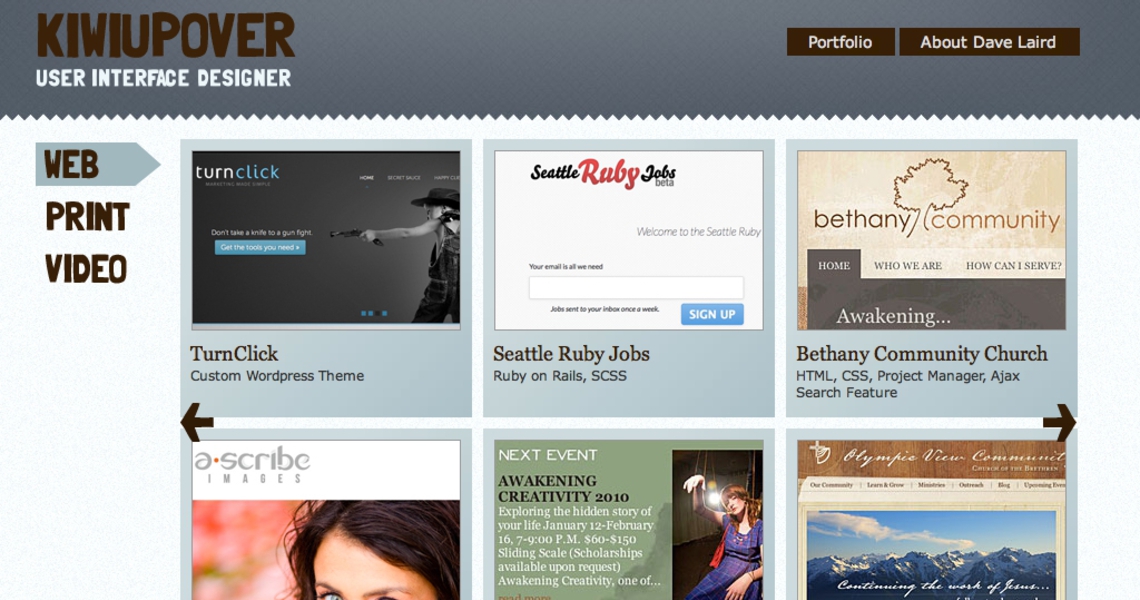 KIWIUPOVER
USER INTERFACE DESIGNER
Portfolio
About Dave Laird
WEB
PRINT
VIDEO
turnclick
MARKETING MADE SIMPLE
HOME SECRET SAUCE HAPPY
Don't take a knife to a gun fight.
Get the tools you need »
TurnClick
Custom Wordpress Theme
Seattle Ruby Jobs
beta
Welcome to the Seattle Ruby
Your email is all we need
Jobs sent to your inbox once a week.
SIGN UP
Seattle Ruby Jobs
Ruby on Rails, SCSS
bethany community
HOME WHO WE ARE HOW CAN I SERVE?
Awakening...
Bethany Community Church
HTML, CSS, Project Manager, Ajax
Search Feature
a·scribe
IMAGES
NEXT EVENT
AWAKENING
CREATIVITY 2010
Exploring the hidden story of
your life January 12-February
16, 7-9:00 P.M. $60-$150
Sliding Scale (Scholarships
available upon request)
Awakening Creativity, one of...
read more
Olympic View Communit
CHURCH OF THE BRETHREN
Our Community | Learn & Grow | Ministries | Outreach | Blog | Upcoming Even
Continuing the work of Jesus...